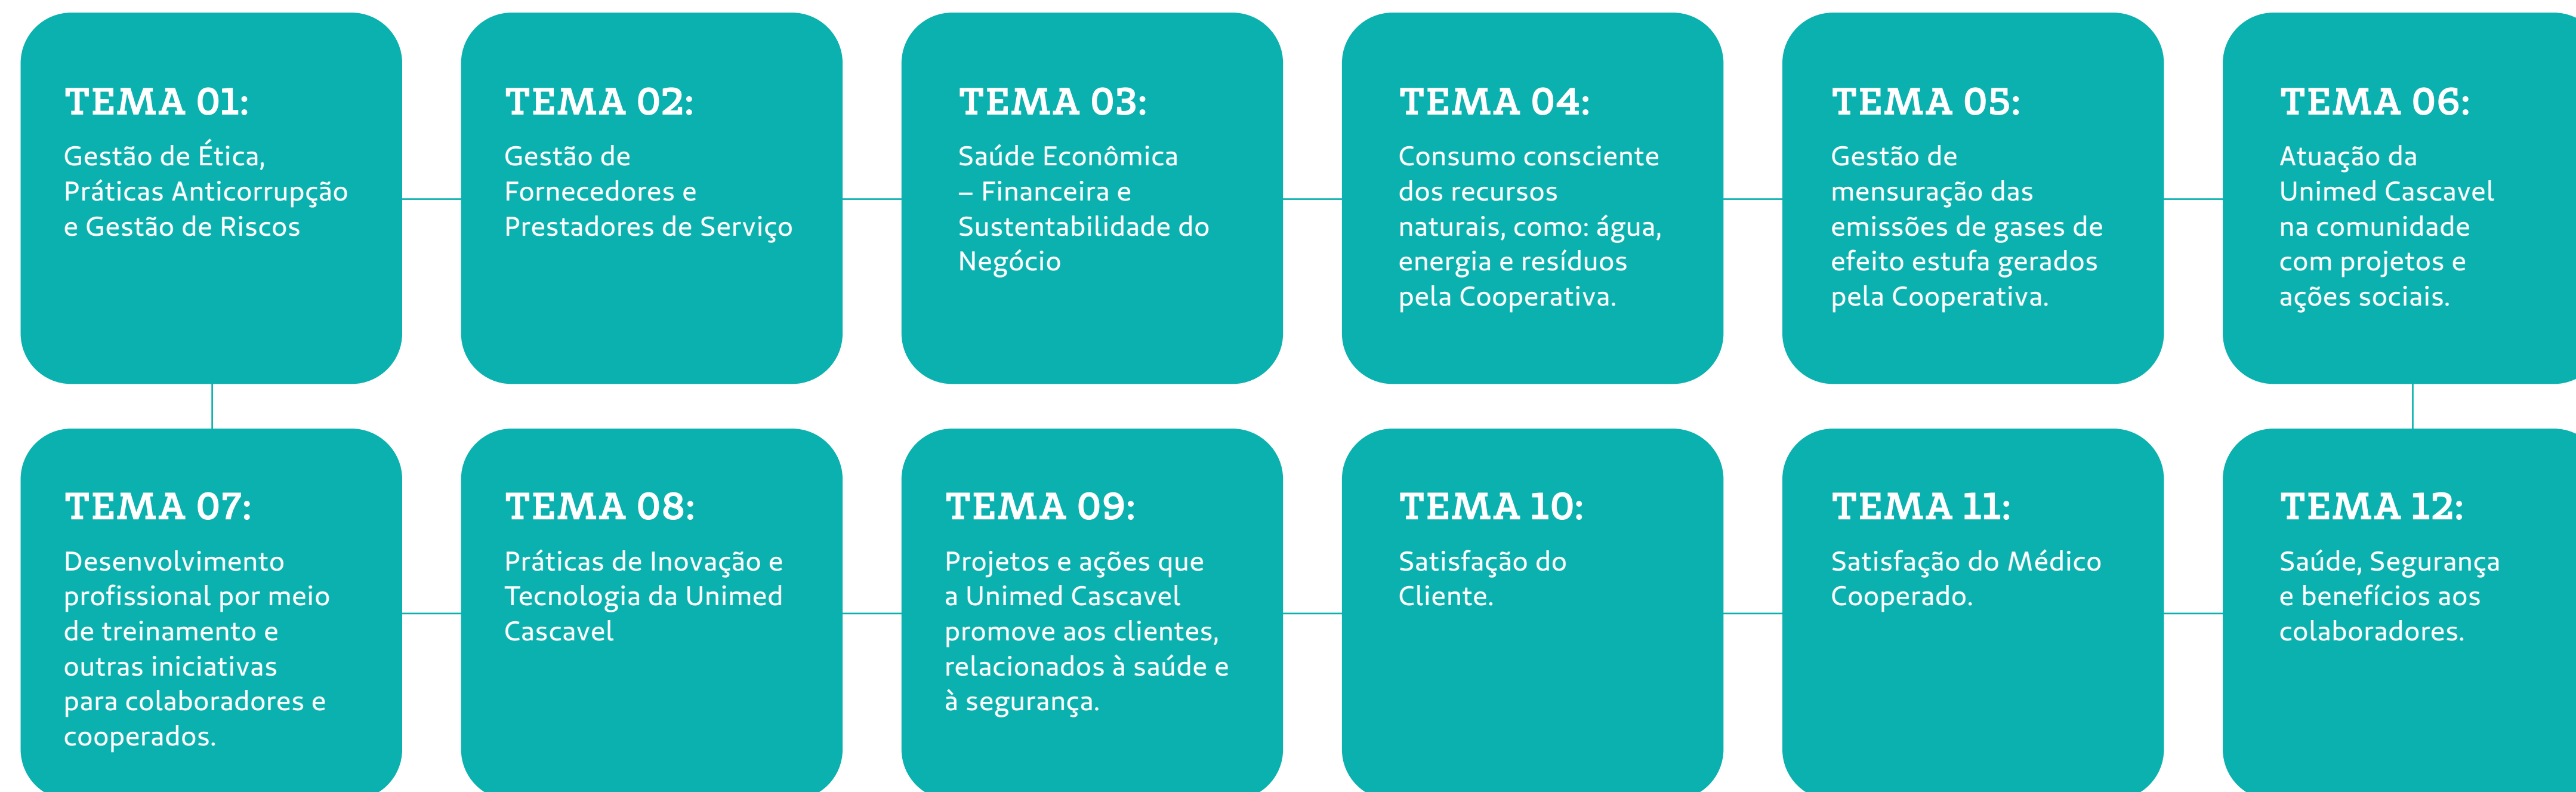 TEMA 01:
Gestão de Ética,
Práticas Anticorrupção
e Gestão de Riscos
TEMA 02:
Gestão de
Fornecedores e
Prestadores de Serviço
TEMA 03:
Saúde Econômica
– Financeira e
Sustentabilidade do
Negócio
TEMA 04:
Consumo consciente
dos recursos
naturais, como: água,
energia e resíduos
pela Cooperativa.
TEMA 05:
Gestão de
mensuração das
emissões de gases de
efeito estufa gerados
pela Cooperativa.
TEMA 06:
Atuação da
Unimed Cascavel
na comunidade
com projetos e
ações sociais.
TEMA 07:
Desenvolvimento
profissional por meio
de treinamento e
outras iniciativas
para colaboradores e
cooperados.
TEMA 08:
Práticas de Inovação e
Tecnologia da Unimed
Cascavel
TEMA 09:
Projetos e ações que
a Unimed Cascavel
promove aos clientes,
relacionados à saúde e
à segurança.
TEMA 10:
Satisfação do
Cliente.
TEMA 11:
Satisfação do Médico
Cooperado.
TEMA 12:
Saúde, Segurança
e benefícios aos
colaboradores.